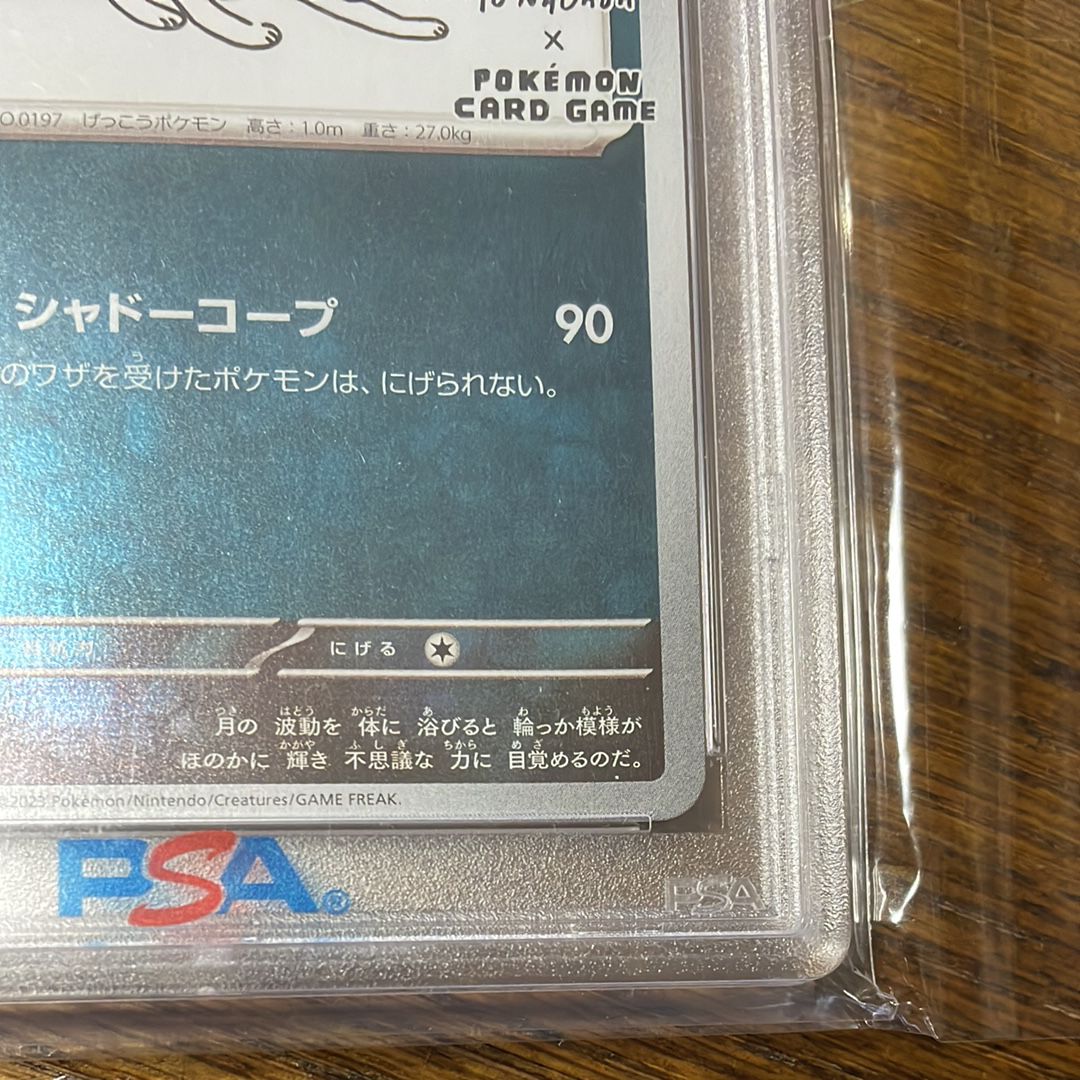 YU NAGABA
×
POKÉMON
CARD GAME
0197 げっこうポケモン 高さ：1.0m 重さ：27.0kg
シャドーコープ 90
のワザを受けたポケモンは、にげられない。
にげる
月の 波動を 体に 浴びると 輪っか模様が
ほのかに 輝き 不思議な 力に 目覚めるのだ。
©2023 Pokémon/Nintendo/Creatures/GAME FREAK.
PSA®
PSA